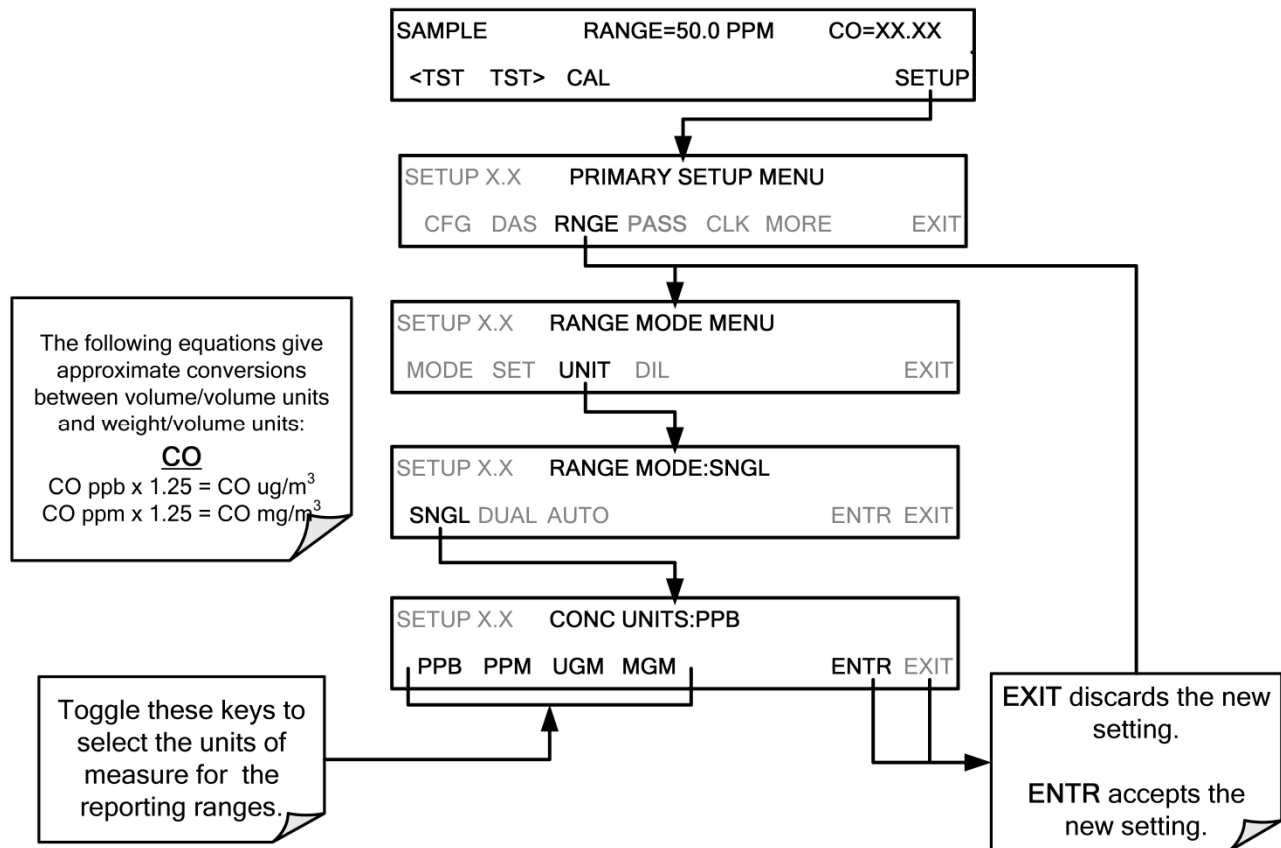 SAMPLE RANGE=50.0 PPM CO=XX.XX
<TST TST> CAL SETUP
SETUP X.X PRIMARY SETUP MENU
CFG DAS RNGE PASS CLK MORE EXIT
SETUP X.X RANGE MODE MENU
MODE SET UNIT DIL EXIT
The following equations give
approximate conversions
between volume/volume units
and weight/volume units:
CO
CO ppb x 1.25 = CO ug/m³
CO ppm x 1.25 = CO mg/m³
SETUP X.X RANGE MODE:SNGL
SNGL DUAL AUTO ENTR EXIT
SETUP X.X CONC UNITS:PPB
PPB PPM UGM MGM ENTR EXIT
Toggle these keys to
select the units of
measure for the
reporting ranges.
EXIT discards the new
setting.
ENTR accepts the
new setting.